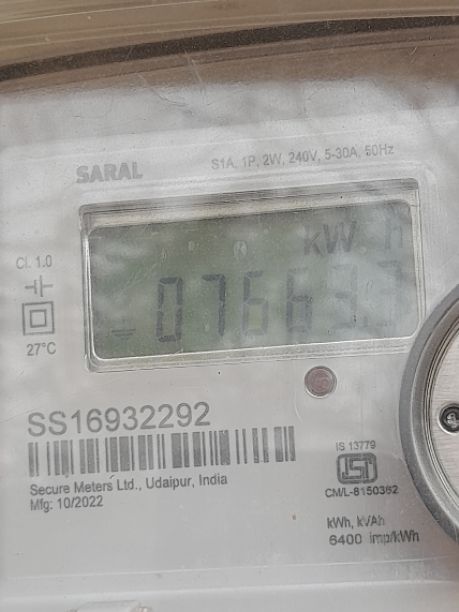 SARAL
S1A, 1P, 2W, 240V, 5-30A, 50Hz
Cl. 1.0
kW h
27°C
SS16932292
Secure Meters Ltd., Udaipur, India
Mfg: 10/2022
IS 13779
ISI
CM/L-8150362
kWh, kVAh
6400 imp/kWh